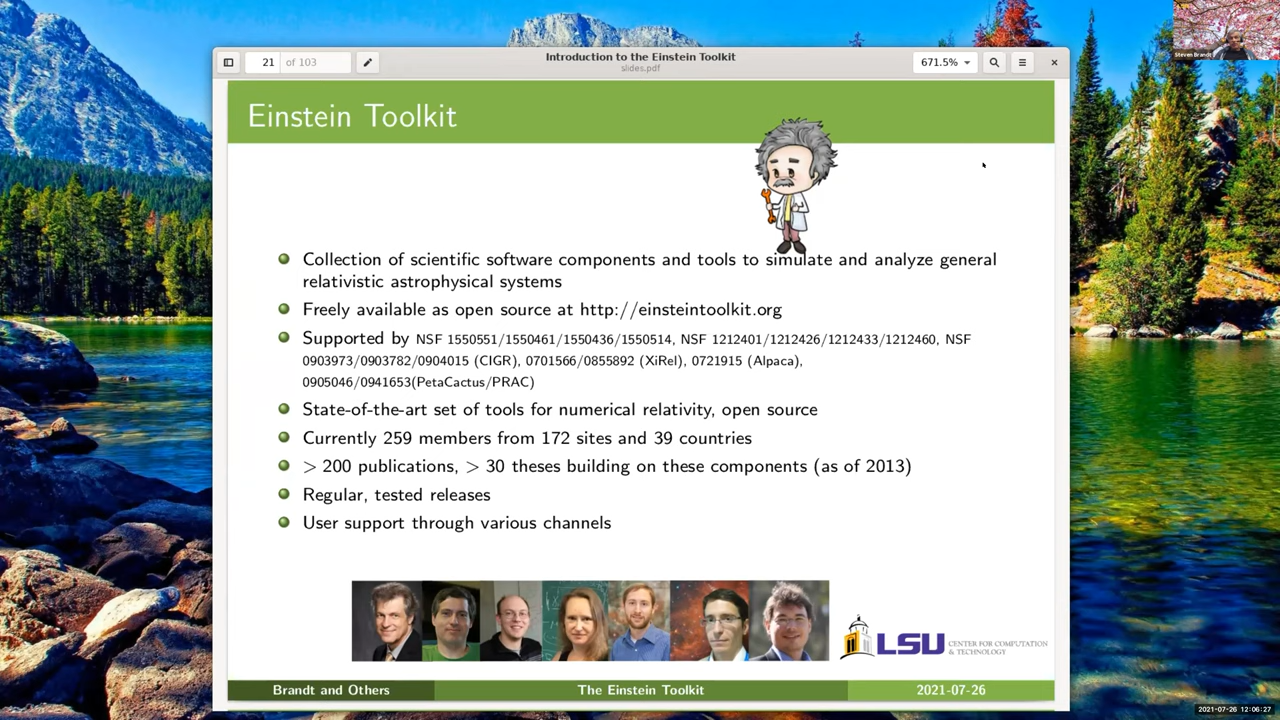 Steven Brandt
21 of 103
Introduction to the Einstein Toolkit
slides.pdf
671.5%
Einstein Toolkit
Collection of scientific software components and tools to simulate and analyze general
relativistic astrophysical systems
Freely available as open source at http://einsteintoolkit.org
Supported by NSF 1550551/1550461/1550436/1550514, NSF 1212401/1212426/1212433/1212460, NSF
0903973/0903782/0904015 (CIGR), 0701566/0855892 (XiRel), 0721915 (Alpaca),
0905046/0941653(PetaCactus/PRAC)
State-of-the-art set of tools for numerical relativity, open source
Currently 259 members from 172 sites and 39 countries
> 200 publications, > 30 theses building on these components (as of 2013)
Regular, tested releases
User support through various channels
LSU CENTER FOR COMPUTATION
& TECHNOLOGY
Brandt and Others
The Einstein Toolkit
2021-07-26
2021-07-26 12:06:27